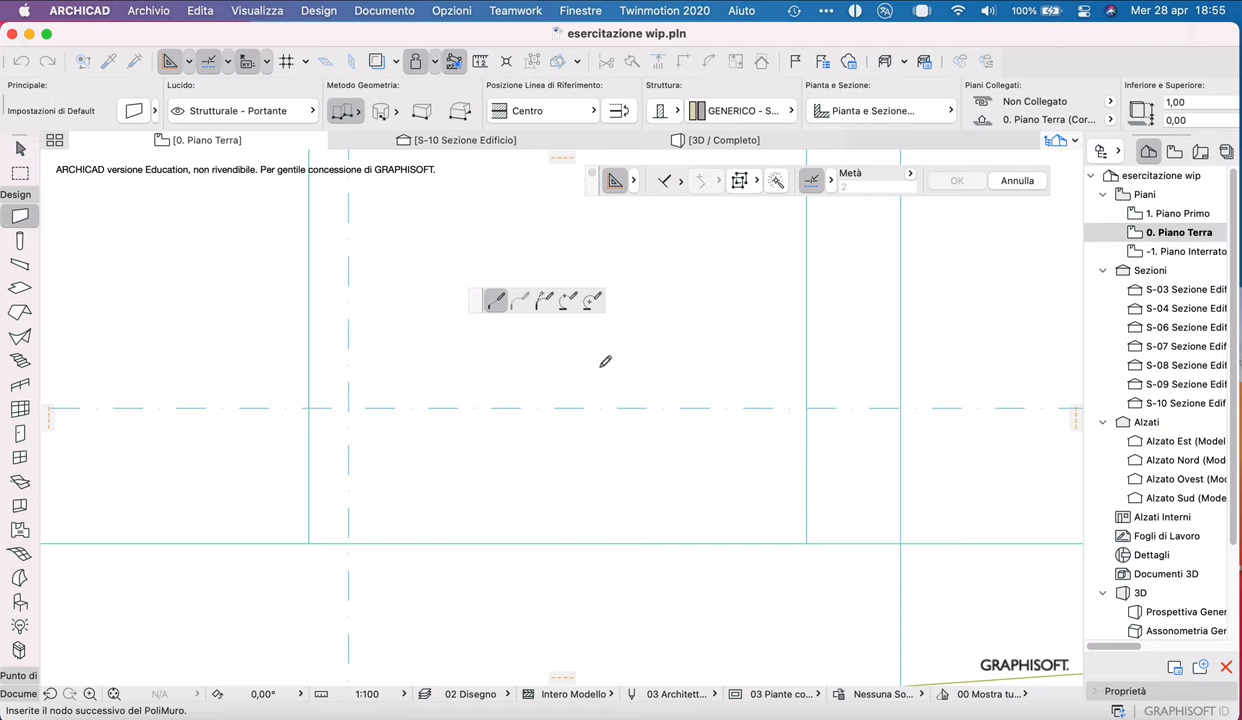 ARCHICAD Archivio Edita Visualizza Design Documento Opzioni Teamwork Finestre Twinmotion 2020 Aiuto 100% Mer 28 apr 18:55
esercitazione wip.pln
Principale: Lucido: Metodo Geometria: Posizione Linea di Riferimento: Struttura: Pianta e Sezione: Piani Collegati: Inferiore e Superiore:
Impostazioni di Default Strutturale - Portante Centro GENERICO - S... Pianta e Sezione... Non Collegato 1,00
0. Piano Terra (Cor... 0,00
[0. Piano Terra] [S-10 Sezione Edificio] [3D / Completo]
ARCHICAD versione Education, non rivendibile. Per gentile concessione di GRAPHISOFT.
Metà
2
OK Annulla
Design
esercitazione wip
Piani
1. Piano Primo
0. Piano Terra
-1. Piano Interrato
Sezioni
S-03 Sezione Edif
S-04 Sezione Edif
S-06 Sezione Edif
S-07 Sezione Edif
S-08 Sezione Edif
S-09 Sezione Edif
S-10 Sezione Edif
Alzati
Alzato Est (Model
Alzato Nord (Mod
Alzato Ovest (Mod
Alzato Sud (Mode
Alzati Interni
Fogli di Lavoro
Dettagli
Documenti 3D
3D
Prospettiva Gener
Assonometria Ger
GRAPHISOFT.
Punto di
Docume
N/A 0,00° 1:100 02 Disegno Intero Modello 03 Architett... 03 Piante co... Nessuna So... 00 Mostra tu...
Proprietà
Inserite il nodo successivo del PoliMuro.
GRAPHISOFT ID